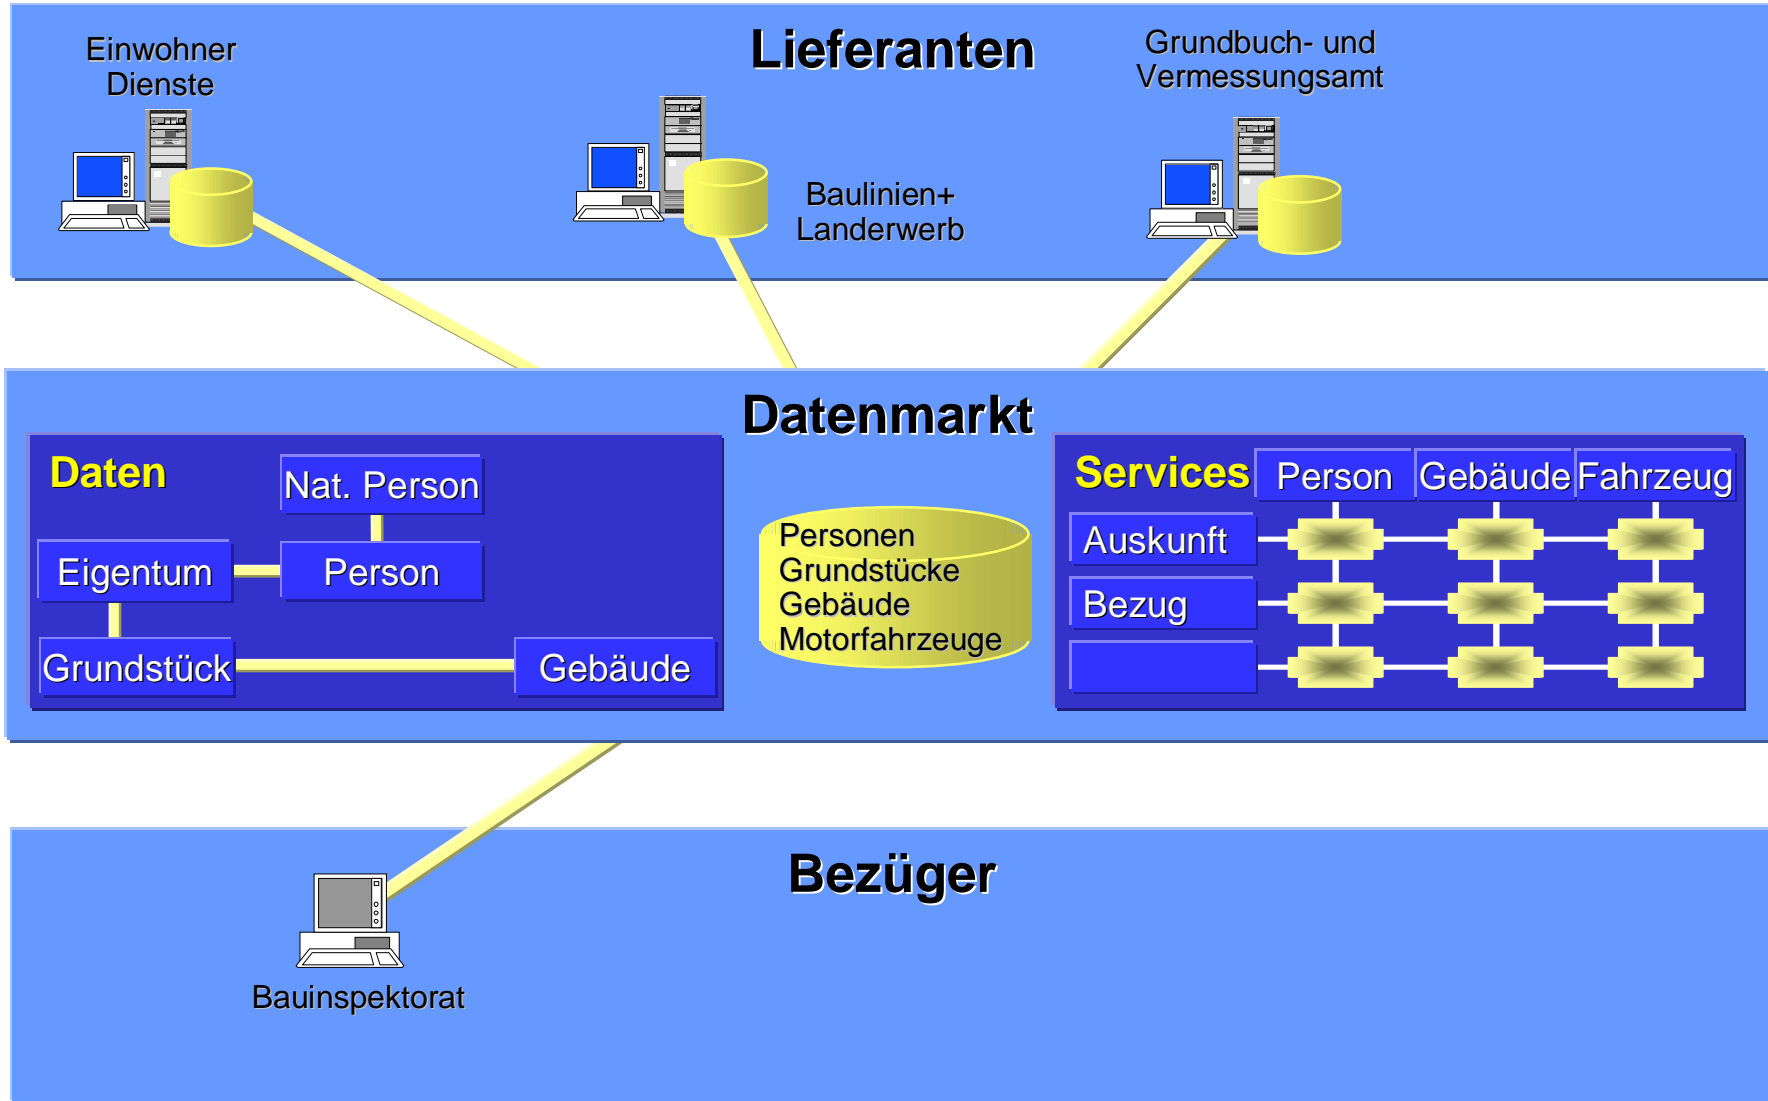 Lieferanten
Einwohner
Dienste
Baulinien+
Landerwerb
Grundbuch- und
Vermessungsamt
Datenmarkt
Daten
Nat. Person
Eigentum
Person
Grundstück
Gebäude
Personen
Grundstücke
Gebäude
Motorfahrzeuge
Services
Person
Gebäude
Fahrzeug
Auskunft
Bezug
Bezüger
Bauinspektorat